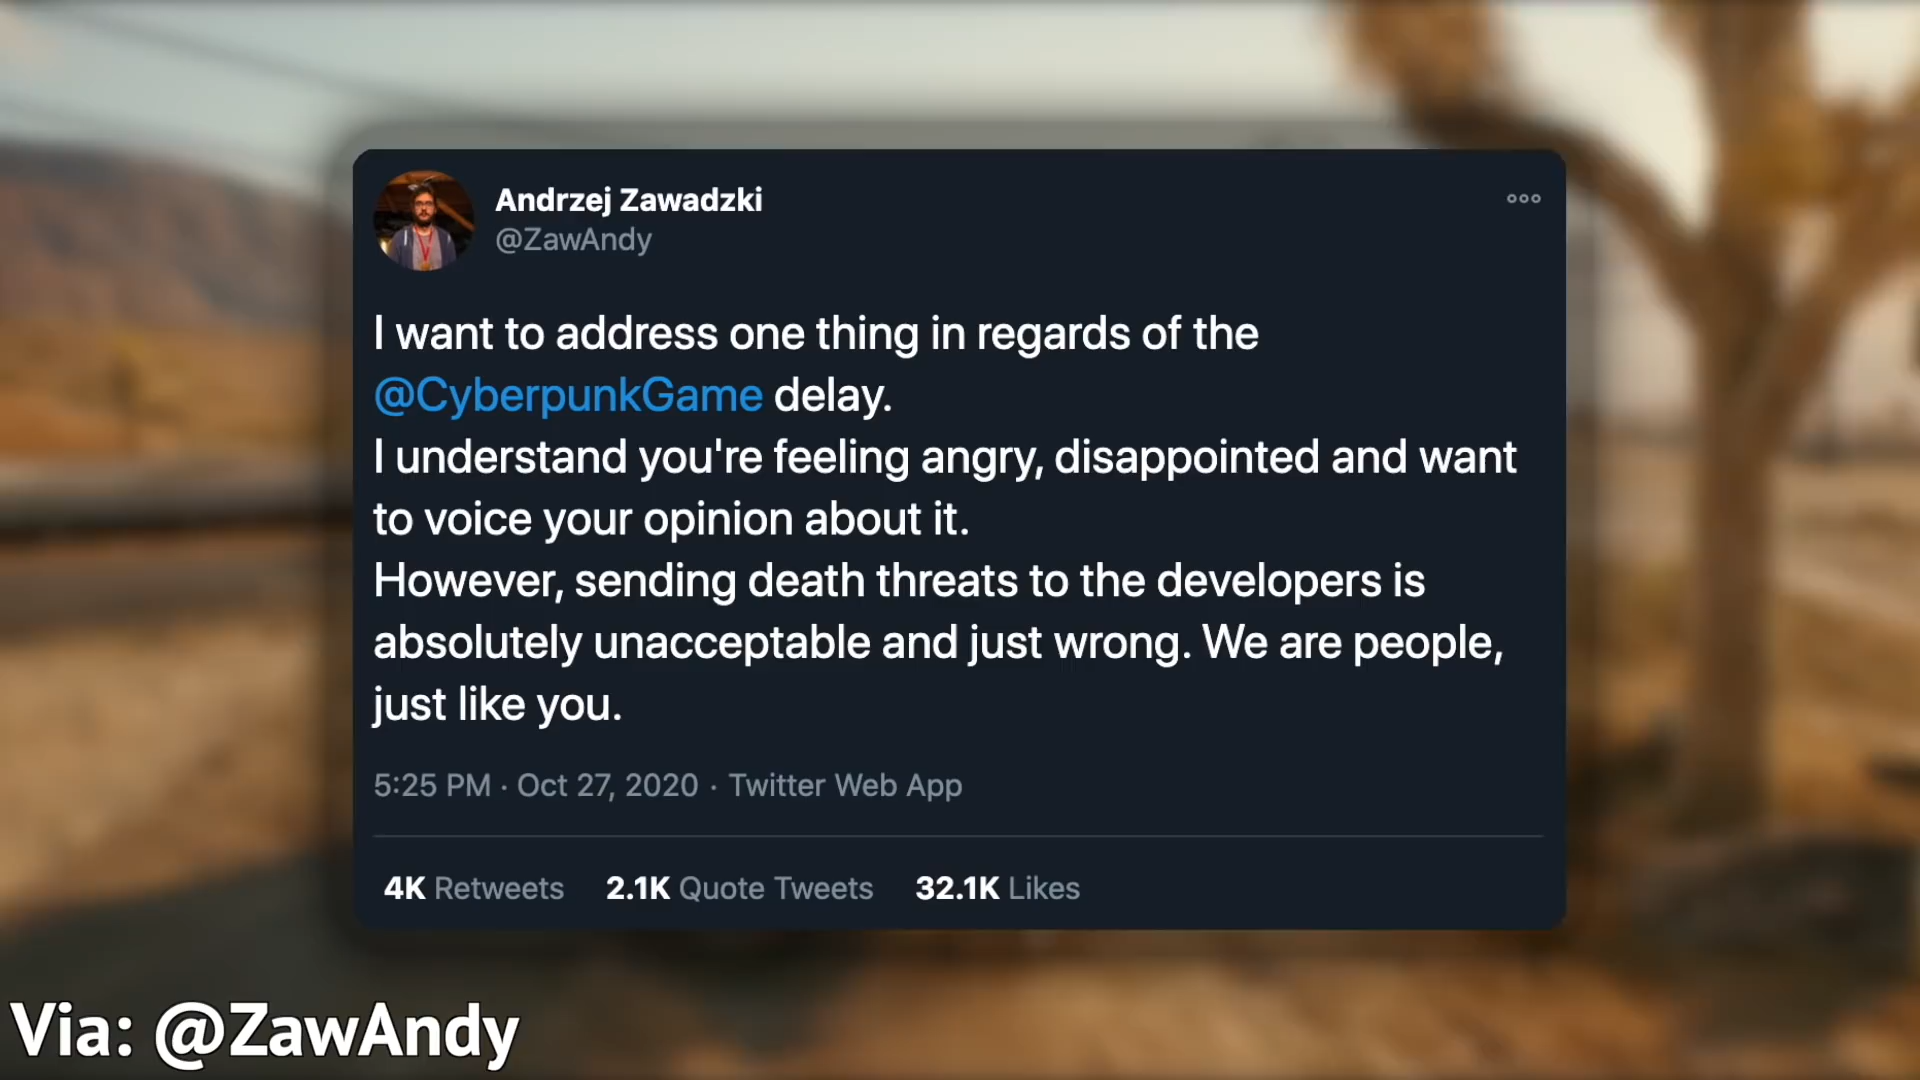 Andrzej Zawadzki
@ZawAndy
I want to address one thing in regards of the
@CyberpunkGame delay.
I understand you're feeling angry, disappointed and want
to voice your opinion about it.
However, sending death threats to the developers is
absolutely unacceptable and just wrong. We are people,
just like you.
5:25 PM · Oct 27, 2020 · Twitter Web App
4K Retweets 2.1K Quote Tweets 32.1K Likes
Via: @ZawAndy